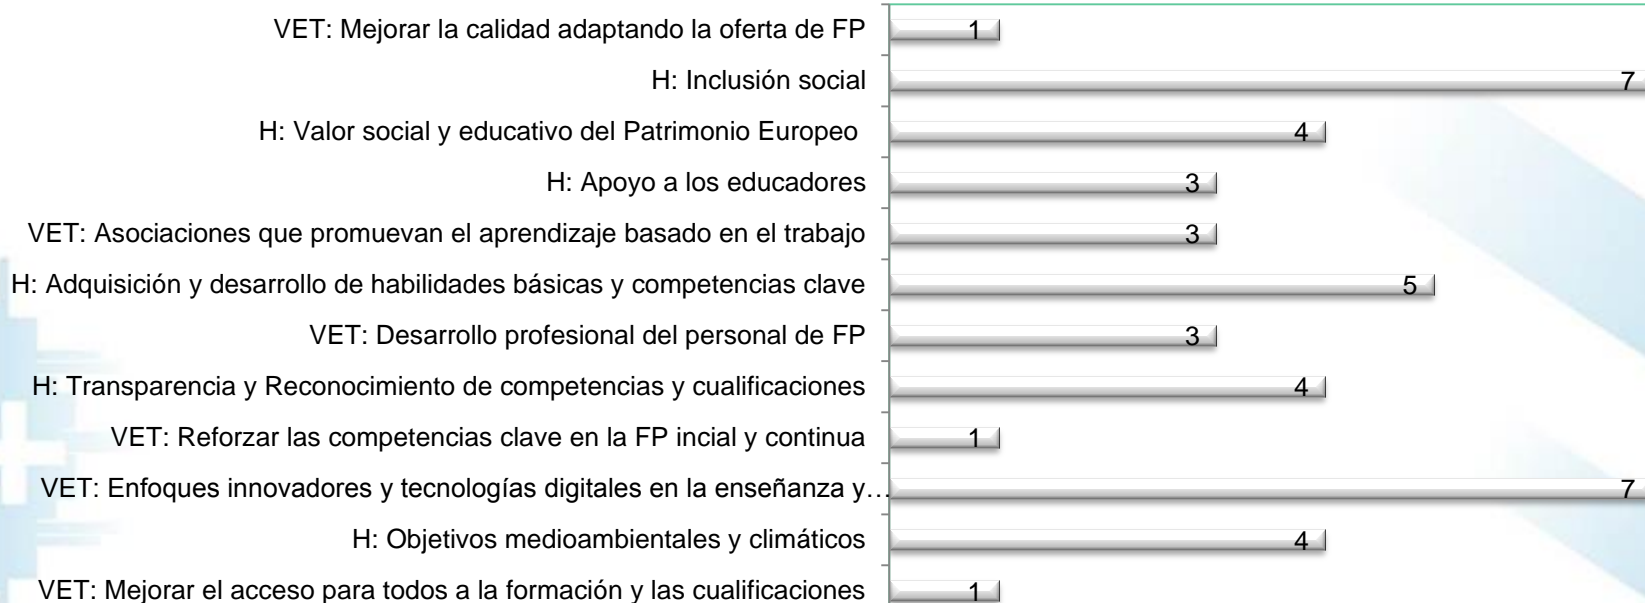 VET: Mejorar la calidad adaptando la oferta de FP 1
H: Inclusión social 7
H: Valor social y educativo del Patrimonio Europeo 4
H: Apoyo a los educadores 3
VET: Asociaciones que promuevan el aprendizaje basado en el trabajo 3
H: Adquisición y desarrollo de habilidades básicas y competencias clave 5
VET: Desarrollo profesional del personal de FP 3
H: Transparencia y Reconocimiento de competencias y cualificaciones 4
VET: Reforzar las competencias clave en la FP incial y continua 1
VET: Enfoques innovadores y tecnologías digitales en la enseñanza y… 7
H: Objetivos medioambientales y climáticos 4
VET: Mejorar el acceso para todos a la formación y las cualificaciones 1